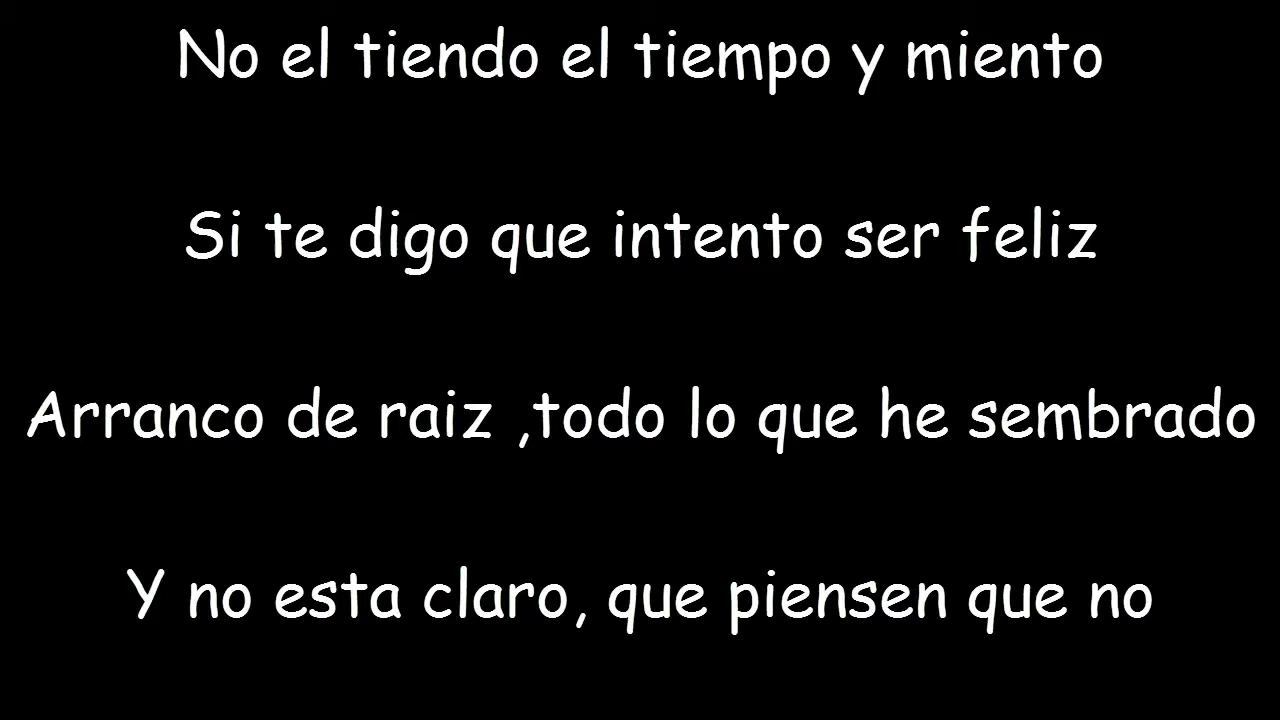 No el tiendo el tiempo y miento
Si te digo que intento ser feliz
Arranco de raiz ,todo lo que he sembrado
Y no esta claro, que piensen que no